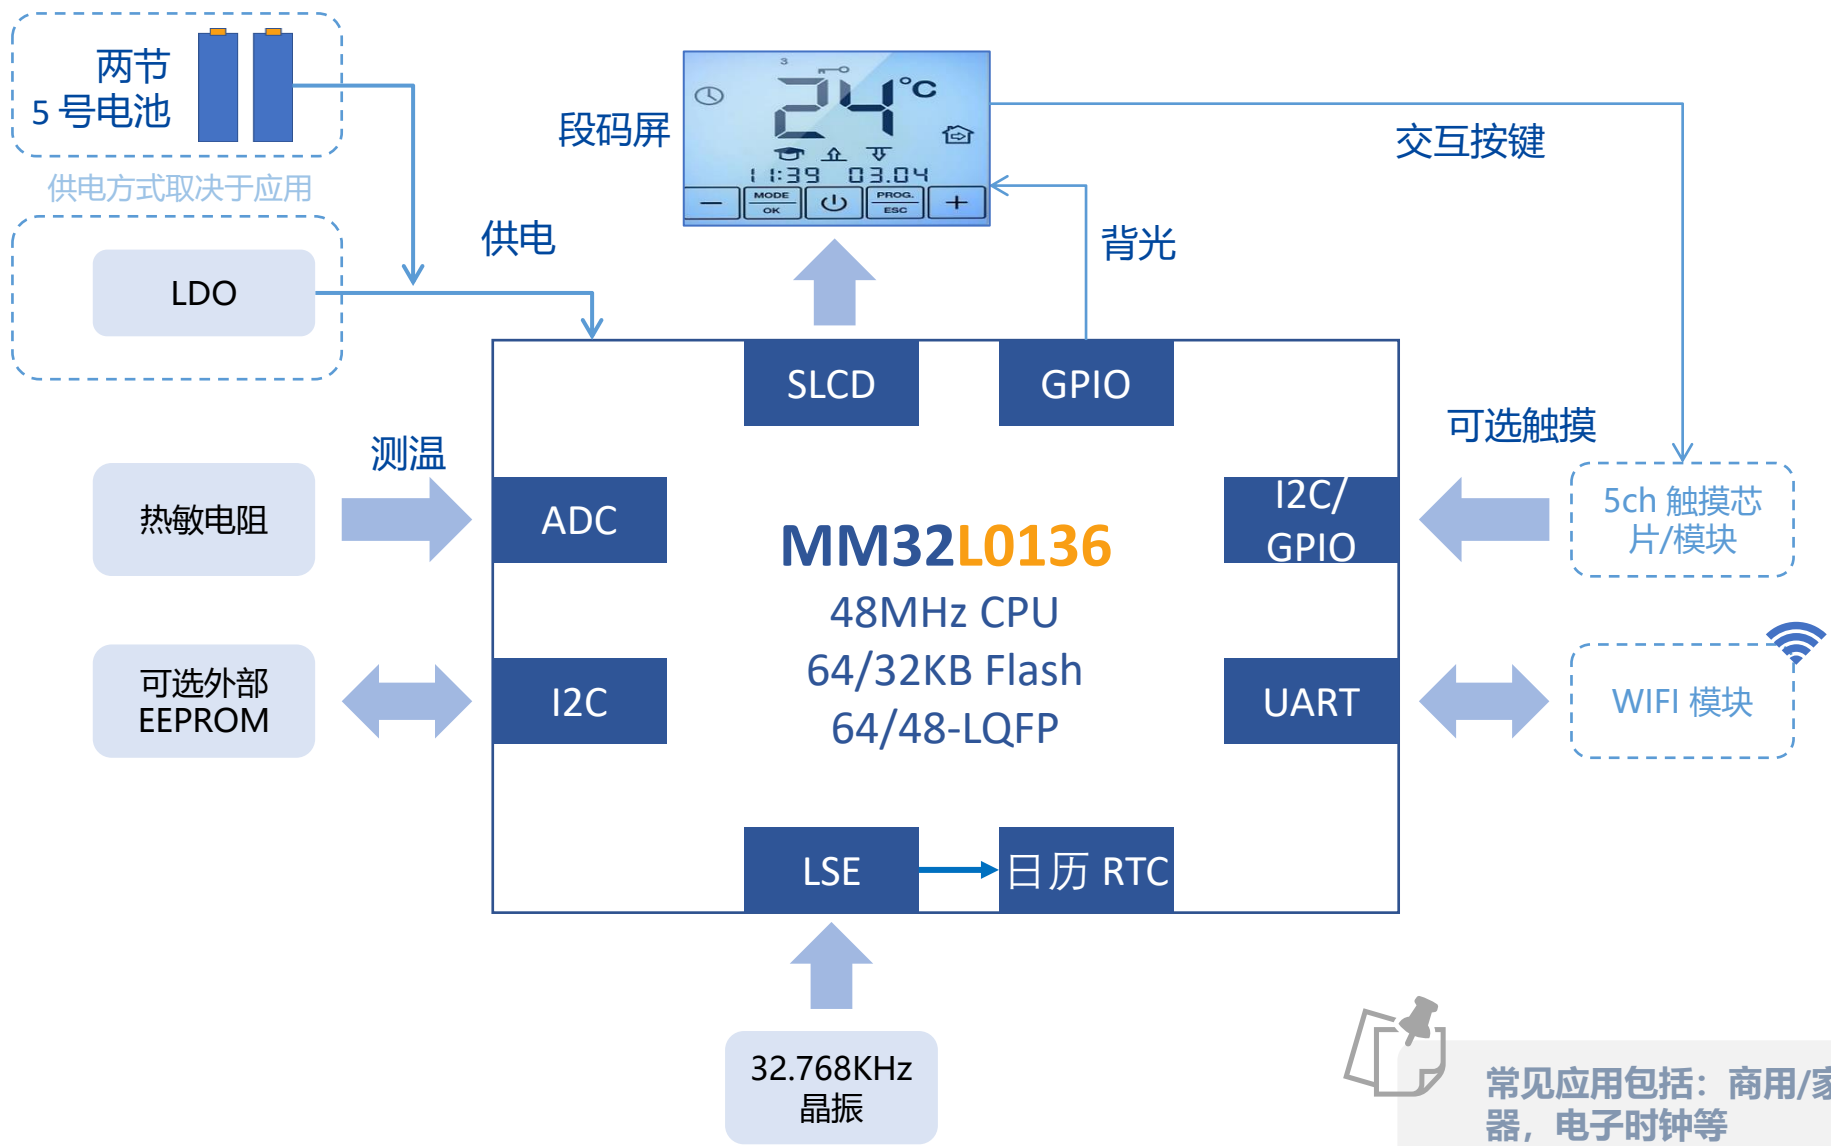 两节
5 号电池
供电方式取决于应用
LDO
供电
段码屏
3
24°C
11:39 03.04
−
MODE
OK
PROG.
ESC
+
交互按键
背光
SLCD
GPIO
测温
热敏电阻
ADC
MM32L0136
48MHz CPU
64/32KB Flash
64/48-LQFP
I2C/
GPIO
可选触摸
5ch 触摸芯
片/模块
可选外部
EEPROM
I2C
UART
WIFI 模块
LSE
日历 RTC
32.768KHz
晶振
常见应用包括：商用/家
器，电子时钟等